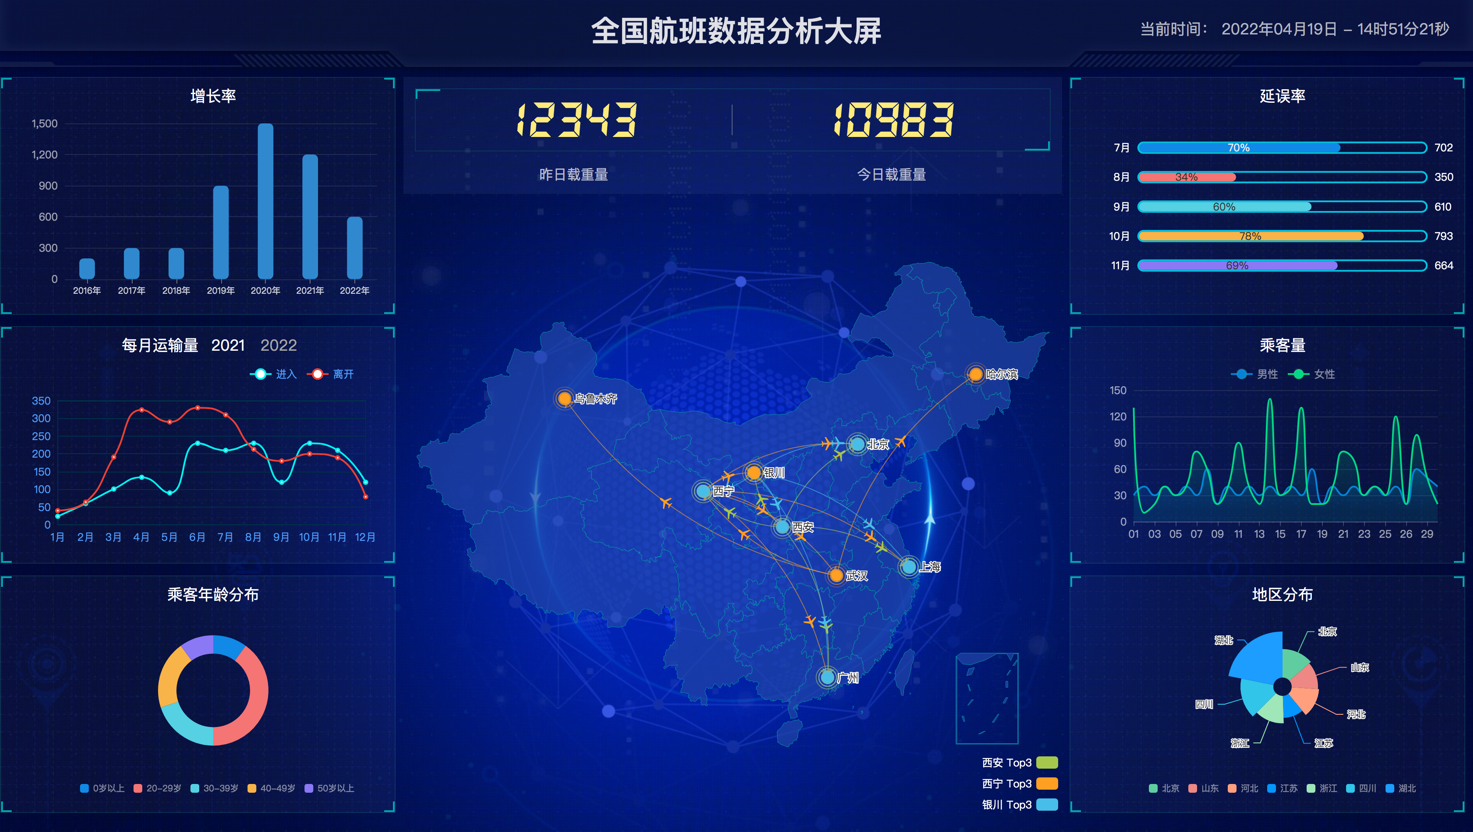 全国航班数据分析大屏
当前时间： 2022年04月19日 - 14时51分21秒
增长率
1,500
1,200
900
600
300
0
2016年 2017年 2018年 2019年 2020年 2021年 2022年
每月运输量 2021 2022
进入 离开
350
300
250
200
150
100
50
0
1月 2月 3月 4月 5月 6月 7月 8月 9月 10月 11月 12月
乘客年龄分布
0岁以上 20-29岁 30-39岁 40-49岁 50岁以上
12343 10983
昨日载重量 今日载重量
哈尔滨
乌鲁木齐
北京
银川
西宁
西安
上海
武汉
广州
西安 Top3
西宁 Top3
银川 Top3
延误率
7月 70% 702
8月 34% 350
9月 60% 610
10月 78% 793
11月 69% 664
乘客量
男性 女性
150
120
90
60
30
0
01 03 05 07 09 11 13 15 17 19 21 23 25 26 29
地区分布
湖北 北京
山东
四川 河北
浙江 江苏
北京 山东 河北 江苏 浙江 四川 湖北